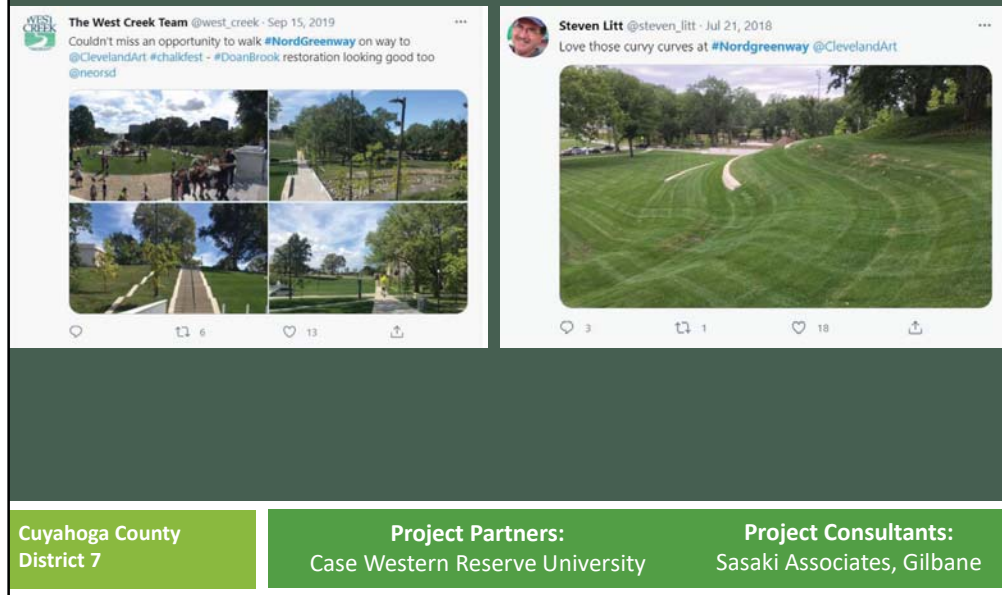 WEST
CREEK
The West Creek Team @west_creek · Sep 15, 2019
Couldn't miss an opportunity to walk #NordGreenway on way to
@ClevelandArt #chalkfest - #DoanBrook restoration looking good too
@neorsd
6
13
Steven Litt @steven_litt · Jul 21, 2018
Love those curvy curves at #Nordgreenway @ClevelandArt
3
1
18
Cuyahoga County
District 7
Project Partners:
Case Western Reserve University
Project Consultants:
Sasaki Associates, Gilbane